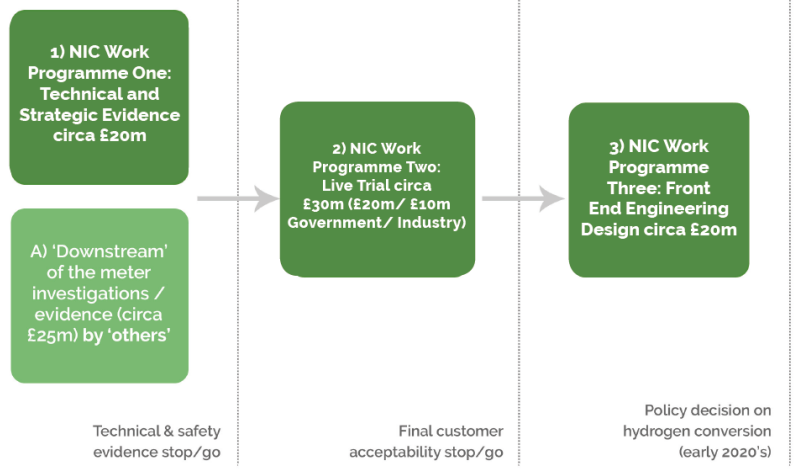 1) NIC Work
Programme One:
Technical and
Strategic Evidence
circa £20m
A) ‘Downstream’
of the meter
investigations /
evidence (circa
£25m) by ‘others’
Technical & safety
evidence stop/go
2) NIC Work
Programme Two:
Live Trial circa
£30m (£20m/ £10m
Government/ Industry)
Final customer
acceptability stop/go
3) NIC Work
Programme
Three: Front
End Engineering
Design circa £20m
Policy decision on
hydrogen conversion
(early 2020’s)